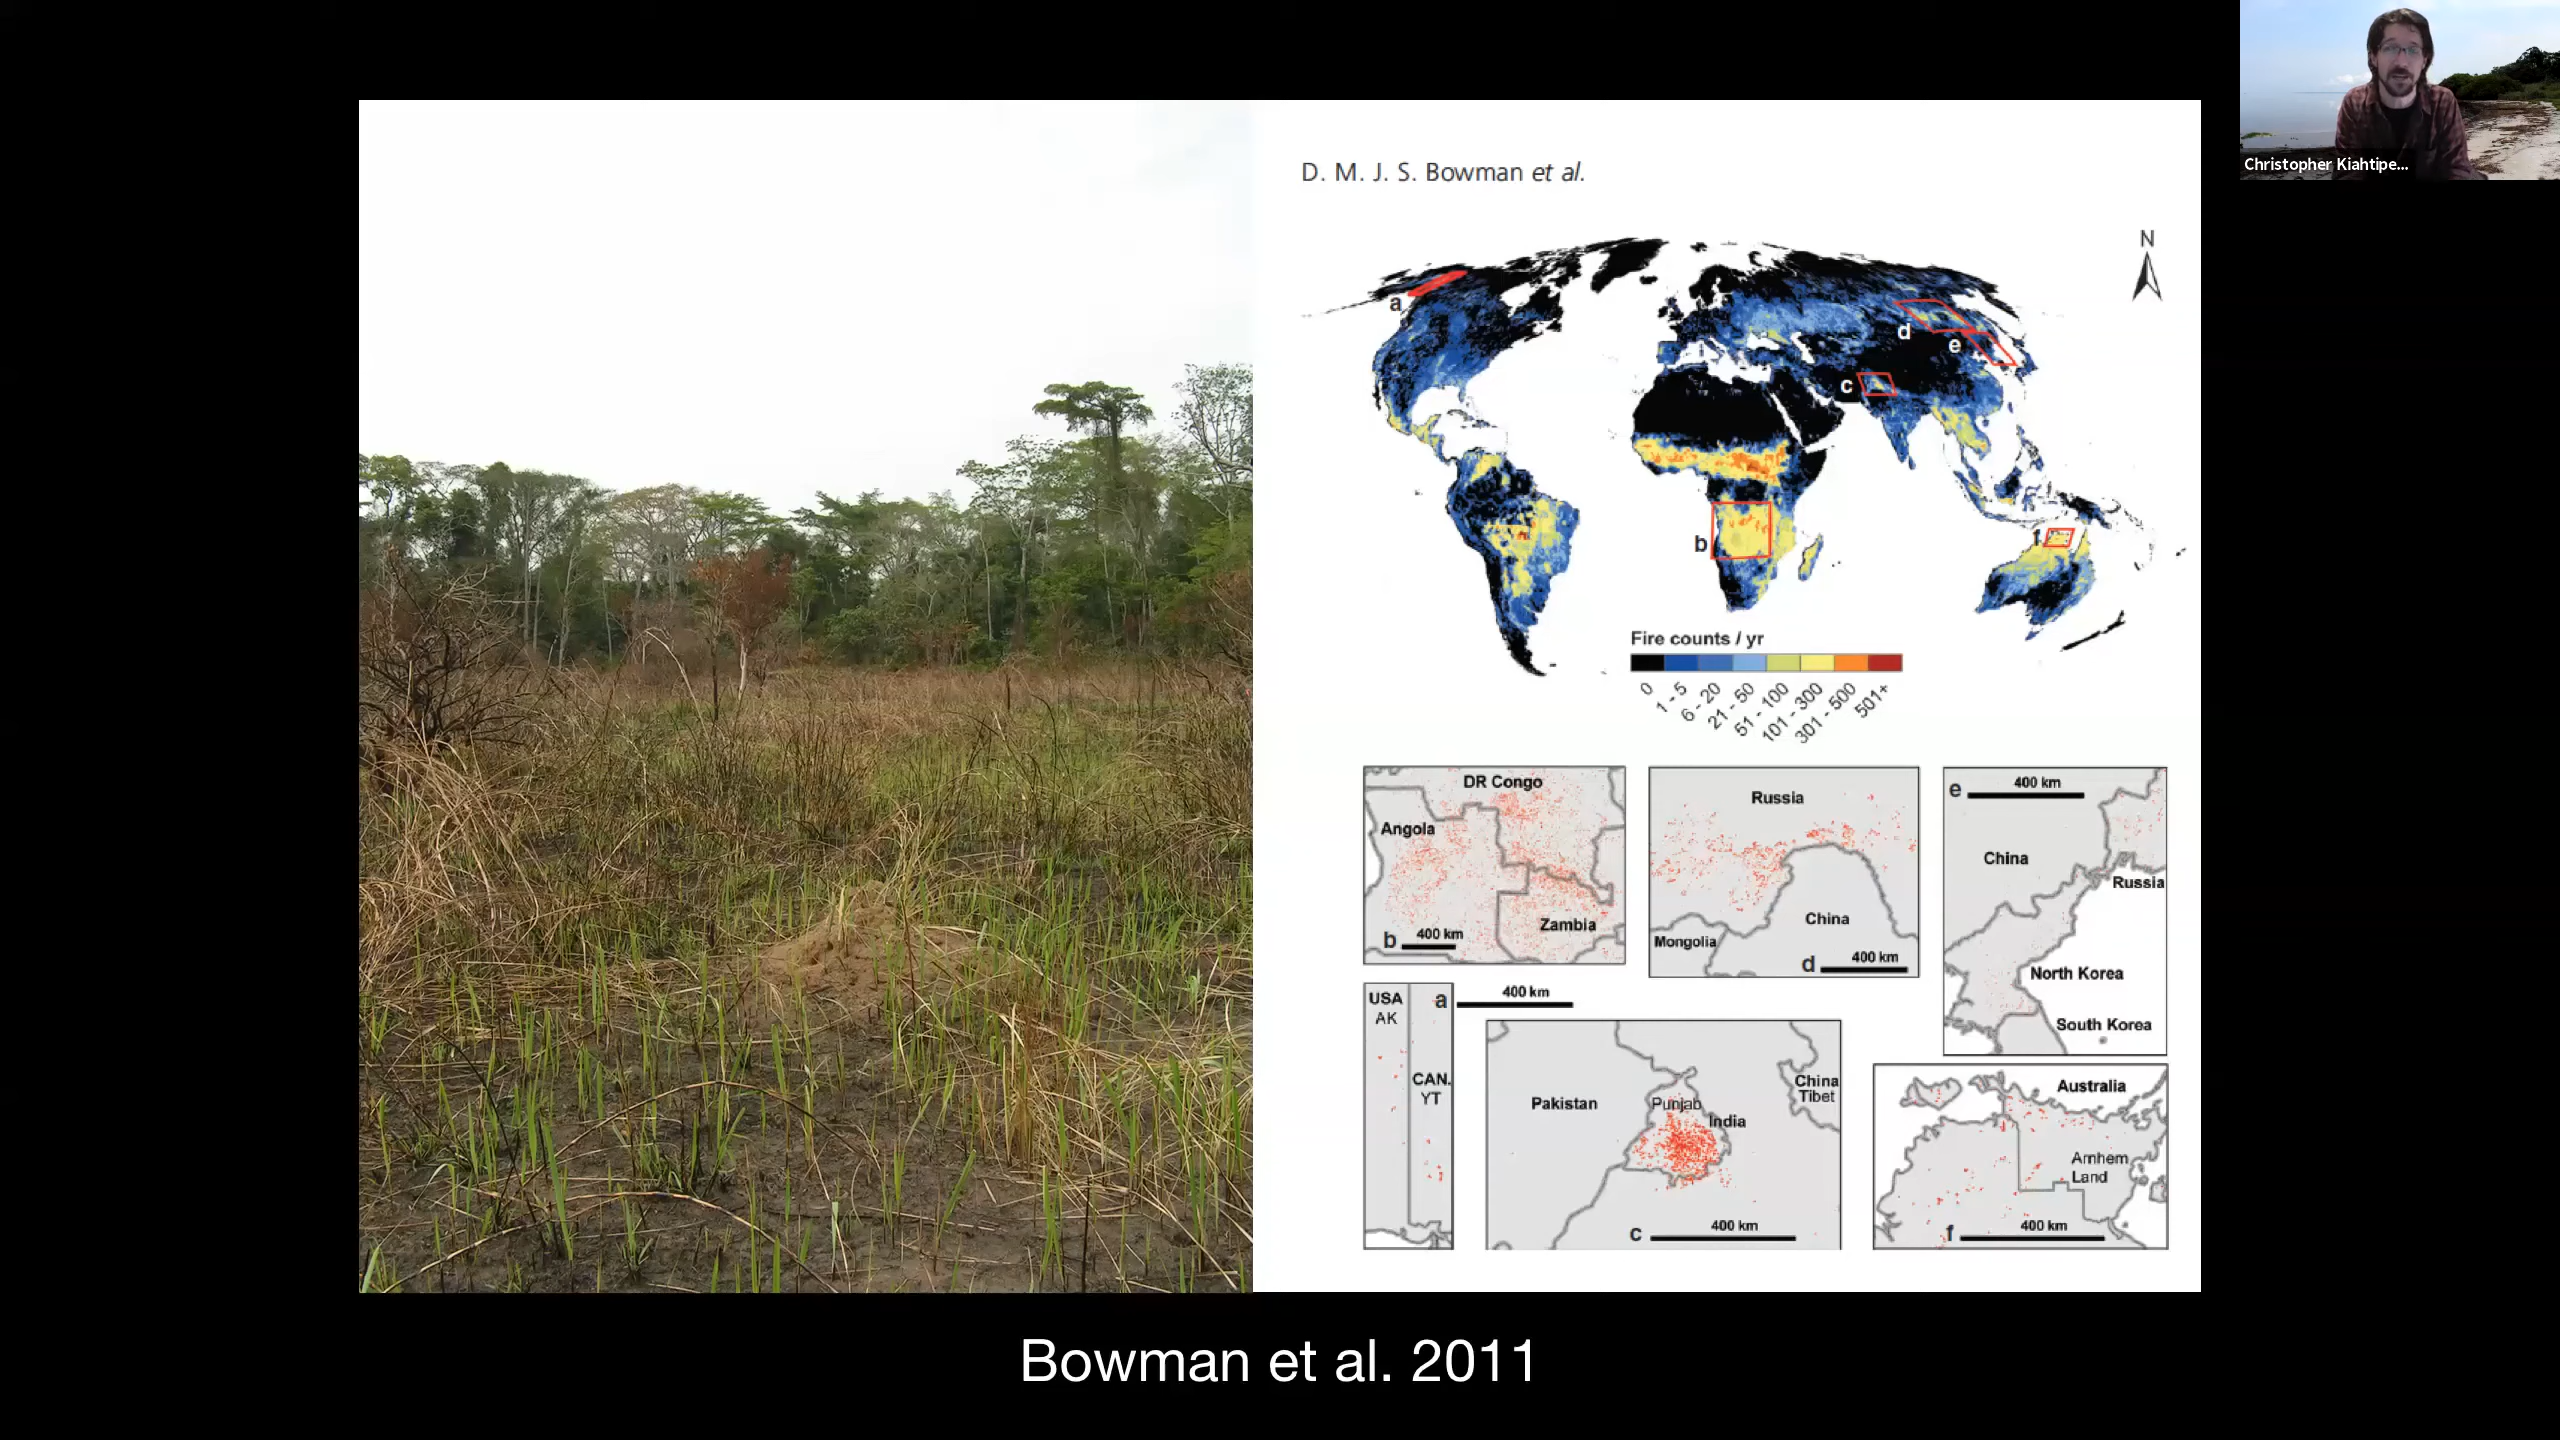 Christopher Kiahtipe...
D. M. J. S. Bowman et al.
N
a
d
e
c
b
f
Fire counts / yr
0
1 - 5
6 - 20
21 - 50
51 - 100
101 - 300
301 - 500
501+
DR Congo
Angola
Zambia
b
400 km
Russia
China
Mongolia
d
400 km
e
400 km
China
Russia
North Korea
South Korea
USA
AK
a
400 km
CAN.
YT
Pakistan
Punjab
India
China
Tibet
c
400 km
Australia
Arnhem
Land
f
400 km
Bowman et al. 2011